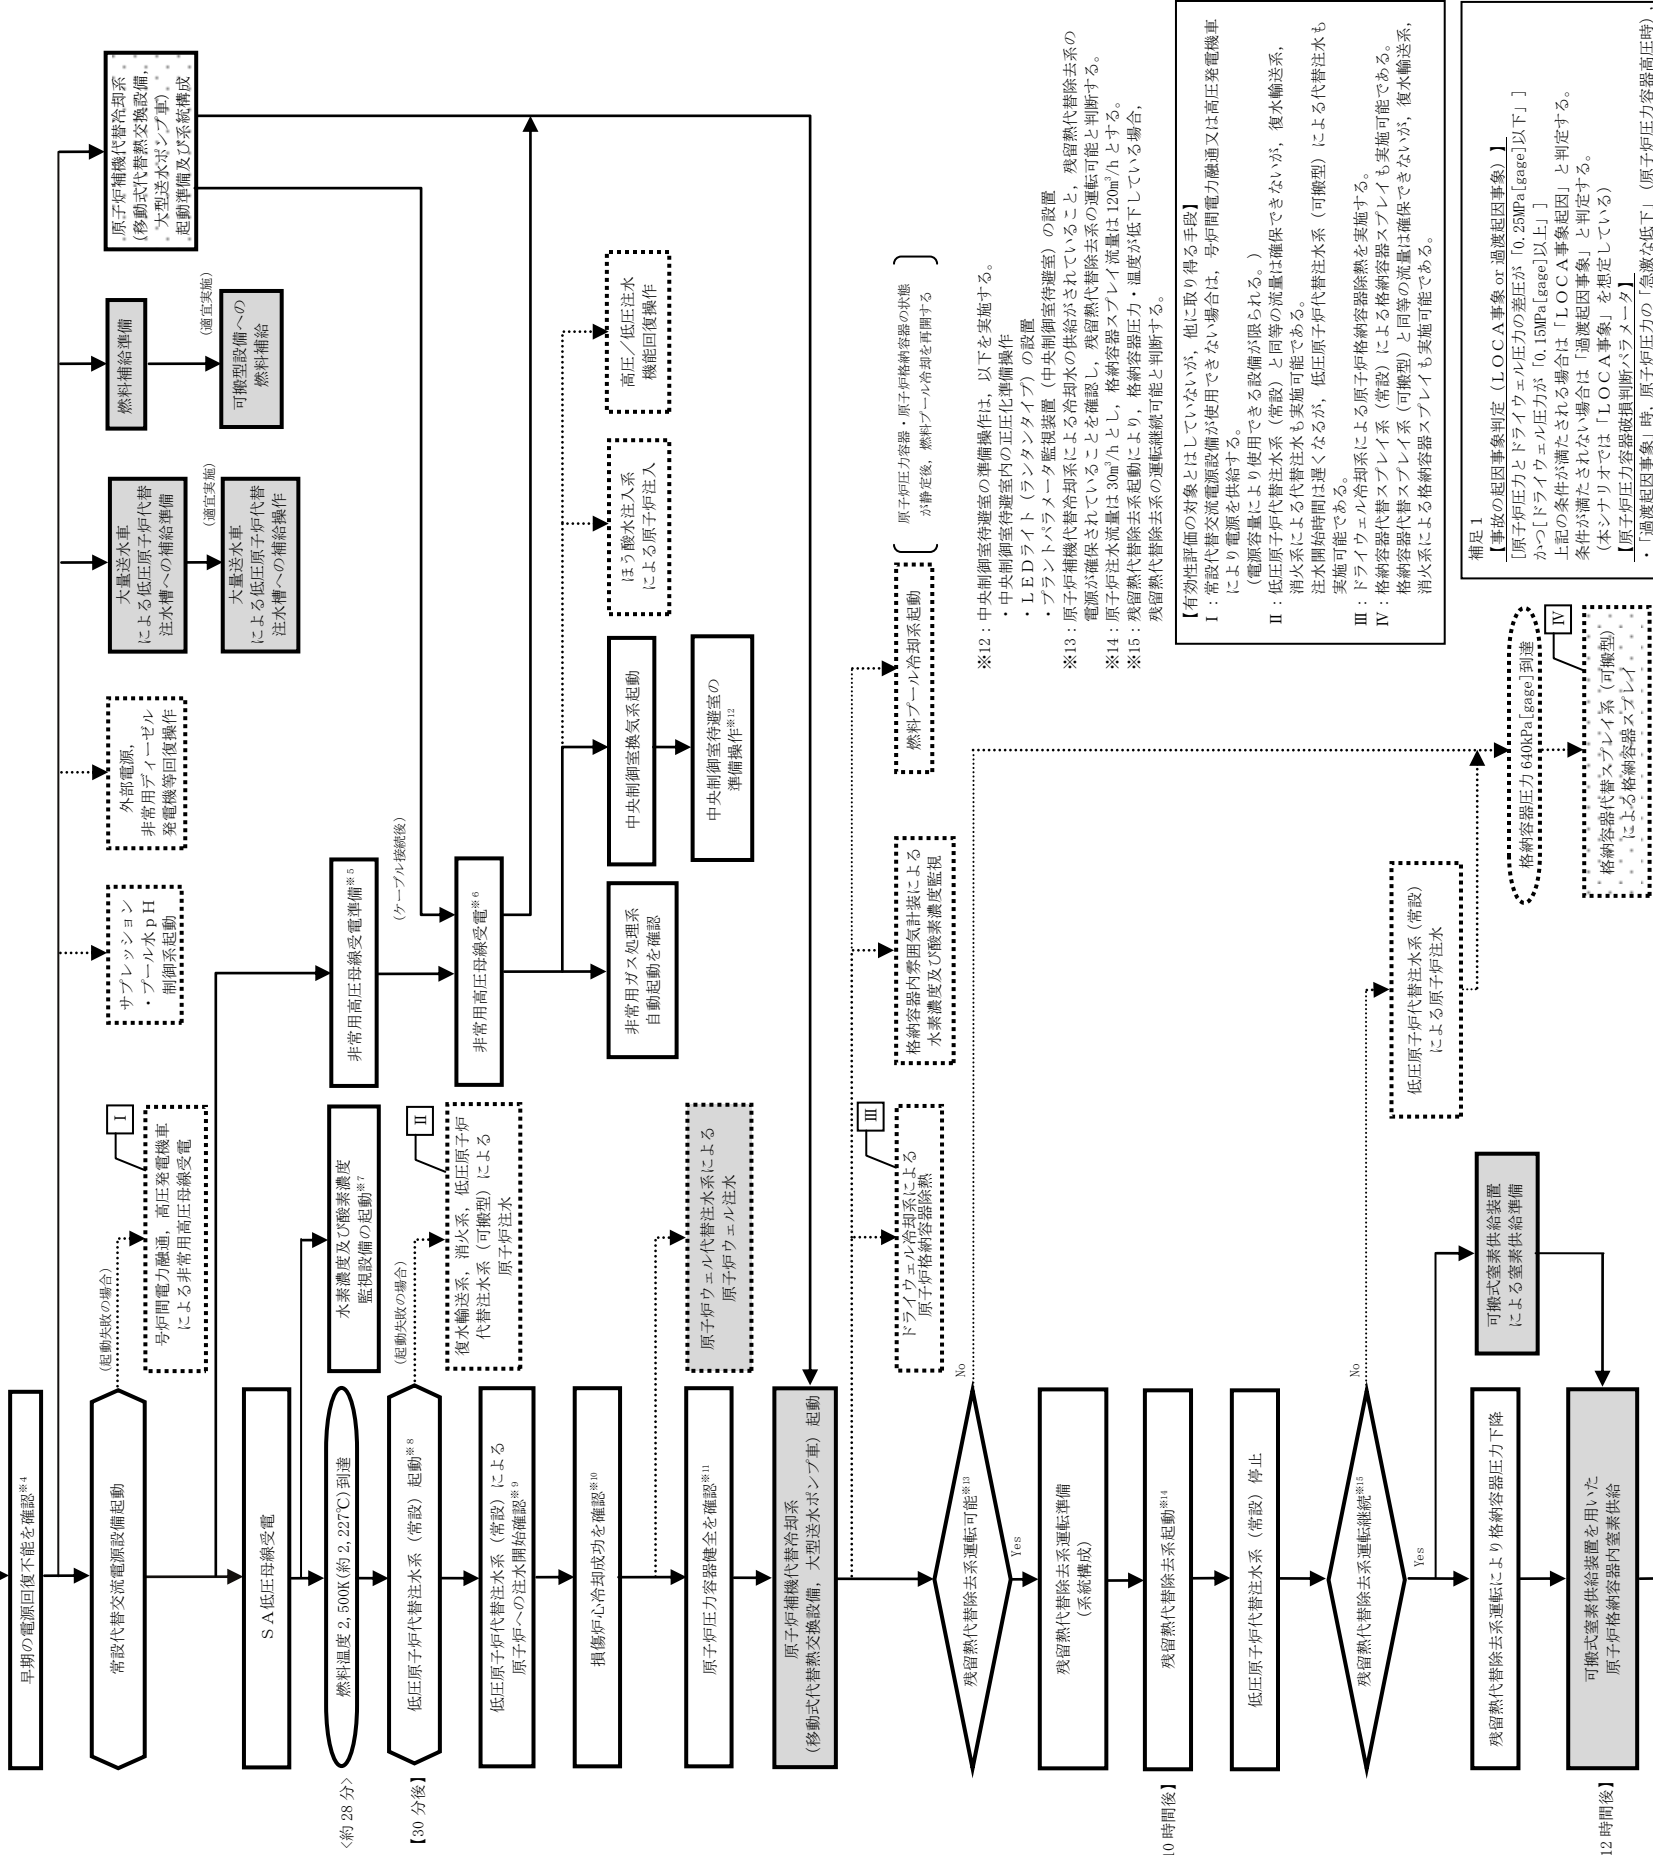 早期の電源回復不能を確認※4
常設代替交流電源設備起動
(起動失敗の場合)
Ⅰ
号炉間電力融通，高圧発電機車
による非常用高圧母線受電
サプレッション
・プール水ｐＨ
制御系起動
外部電源，
非常用ディーゼル
発電機等回復操作
大量送水車
による低圧原子炉代替
注水槽への補給準備
(適宜実施)
大量送水車
による低圧原子炉代替
注水槽への補給操作
燃料補給準備
(適宜実施)
可搬型設備への
燃料補給
原子炉補機代替冷却系
(移動式代替熱交換設備，
大型送水ポンプ車)
起動準備及び系統構成
ＳＡ低圧母線受電
水素濃度及び酸素濃度
監視設備の起動※7
非常用高圧母線受電準備※5
(ケーブル接続後)
非常用高圧母線受電※6
<約 28 分>
燃料温度 2,500K(約 2,227℃)到達
【30 分後】
低圧原子炉代替注水系（常設）起動※8
(起動失敗の場合)
Ⅱ
復水輸送系，消火系，低圧原子炉
代替注水系（可搬型）による
原子炉注水
低圧原子炉代替注水系（常設）による
原子炉への注水開始確認※9
損傷炉心冷却成功を確認※10
非常用ガス処理系
自動起動を確認
中央制御室換気系起動
中央制御室待避室の
準備操作※12
ほう酸水注入系
による原子炉注入
高圧／低圧注水
機能回復操作
原子炉圧力容器健全を確認※11
原子炉ウェル代替注水系による
原子炉ウェル注水
原子炉補機代替冷却系
(移動式代替熱交換設備，大型送水ポンプ車）起動
Ⅲ
ドライウェル冷却系による
原子炉格納容器除熱
格納容器内雰囲気計装による
水素濃度及び酸素濃度監視
燃料プール冷却系起動
原子炉圧力容器・原子炉格納容器の状態
が静定後，燃料プール冷却を再開する
残留熱代替除去系運転可能※13
No
Yes
残留熱代替除去系運転準備
(系統構成)
10 時間後】
残留熱代替除去系起動※14
低圧原子炉代替注水系（常設）停止
残留熱代替除去系運転継続※15
No
Yes
低圧原子炉代替注水系（常設）
による原子炉注水
残留熱代替除去系運転により格納容器圧力下降
可搬式窒素供給装置
による窒素供給準備
12 時間後】
可搬式窒素供給装置を用いた
原子炉格納容器内窒素供給
格納容器圧力 640kPa[gage]到達
Ⅳ
格納容器代替スプレイ系（可搬型）
による格納容器スプレイ
※12：中央制御室待避室の準備操作は，以下を実施する。
・中央制御室待避室内の正圧化準備操作
・ＬＥＤライト（ランタンタイプ）の設置
・プラントパラメータ監視装置（中央制御室待避室）の設置
※13：原子炉補機代替冷却系による冷却水の供給がされていること，残留熱代替除去系の
電源が確保されていることを確認し，残留熱代替除去系の運転可能と判断する。
※14：原子炉注水流量は 30m³/h とし，格納容器スプレイ流量は 120m³/h とする。
※15：残留熱代替除去系起動により，格納容器圧力・温度が低下している場合，
残留熱代替除去系の運転継続可能と判断する。
【有効性評価の対象とはしていないが，他に取り得る手段】
Ⅰ：常設代替交流電源設備が使用できない場合は，号炉間電力融通又は高圧発電機車
により電源を供給する。
（電源容量により使用できる設備が限られる。）
Ⅱ：低圧原子炉代替注水系（常設）と同等の流量は確保できないが，復水輸送系，
消火系による代替注水も実施可能である。
注水開始時間は遅くなるが，低圧原子炉代替注水系（可搬型）による代替注水も
実施可能である。
Ⅲ：ドライウェル冷却系による原子炉格納容器除熱を実施する。
Ⅳ：格納容器代替スプレイ系（常設）による格納容器スプレイも実施可能である。
格納容器代替スプレイ系（可搬型）と同等の流量は確保できないが，復水輸送系，
消火系による格納容器スプレイも実施可能である。
補足 1
【事故の起因事象判定（ＬＯＣＡ事象 or 過渡起因事象）】
[原子炉圧力とドライウェル圧力の差圧が「0.25MPa[gage]以下」]
かつ[ドライウェル圧力が「0.15MPa[gage]以上」]
上記の条件が満たされる場合は「ＬＯＣＡ事象起因」と判定する。
条件が満たされない場合は「過渡起因事象」と判定する。
（本シナリオでは「ＬＯＣＡ事象」を想定している）
【原子炉圧力容器破損判断パラメータ】
・「過渡起因事象」時，原子炉圧力の「急激な低下」（原子炉圧力容器高圧時），